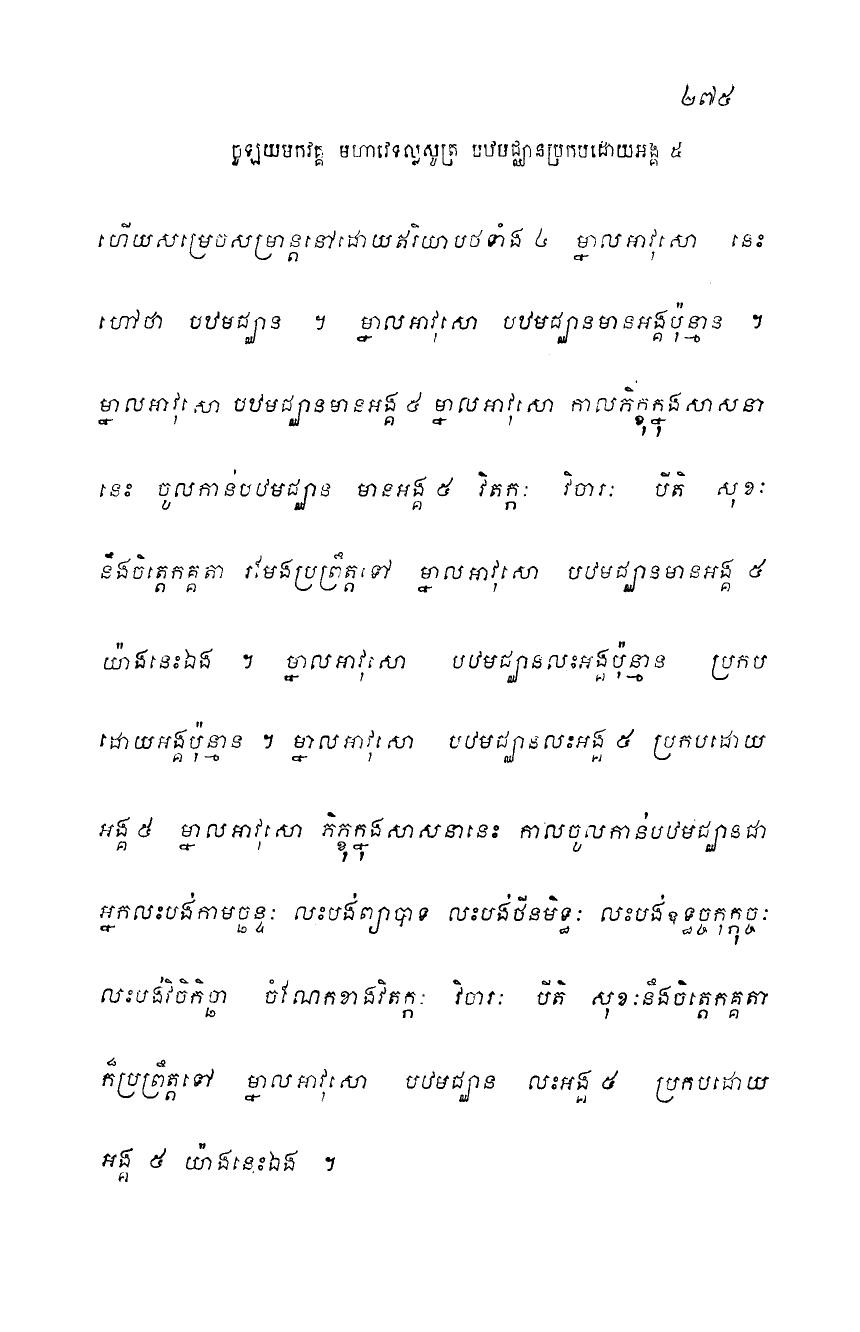 ២៧៥
ចូឡយមកវគ្គ មហាវេទល្លសូត្រ បឋមជ្ឈានប្រកបដោយអង្គ ៥
ហើយសម្រេចសម្រាន្តនៅដោយឥរិយាបថទាំង ៤ ម្នាលអាវុសោ នេះ
ហៅថា បឋមជ្ឈាន ។ ម្នាលអាវុសោ បឋមជ្ឈានមានអង្គប៉ុន្មាន ។
ម្នាលអាវុសោ បឋមជ្ឈានមានអង្គ ៥ ម្នាលអាវុសោ កាលភិក្ខុក្នុងសាសនា
នេះ ចូលកាន់បឋមជ្ឈាន មានអង្គ ៥ វិតក្កៈ វិចារៈ បីតិ សុខៈ
នឹងចិត្តេកគ្គតា រមែងប្រព្រឹត្តទៅ ម្នាលអាវុសោ បឋមជ្ឈានមានអង្គ ៥
យ៉ាងនេះឯង ។ ម្នាលអាវុសោ បឋមជ្ឈានលះអង្គប៉ុន្មាន ប្រកប
ដោយអង្គប៉ុន្មាន ។ ម្នាលអាវុសោ បឋមជ្ឈានលះអង្គ ៥ ប្រកបដោយ
អង្គ ៥ ម្នាលអាវុសោ ភិក្ខុក្នុងសាសនានេះ កាលចូលកាន់បឋមជ្ឈានជា
អ្នកលះបង់កាមច្ឆន្ទៈ លះបង់ព្យាបាទ លះបង់ថីនមិទ្ធៈ លះបង់ឧទ្ធច្ចកុក្កុច្ចៈ
លះបង់វិចិកិច្ឆា ចំណែកខាងវិតក្កៈ វិចារៈ បីតិ សុខៈនឹងចិត្តេកគ្គតា
ក៏ប្រព្រឹត្តទៅ ម្នាលអាវុសោ បឋមជ្ឈាន លះអង្គ ៥ ប្រកបដោយ
អង្គ ៥ យ៉ាងនេះឯង ។